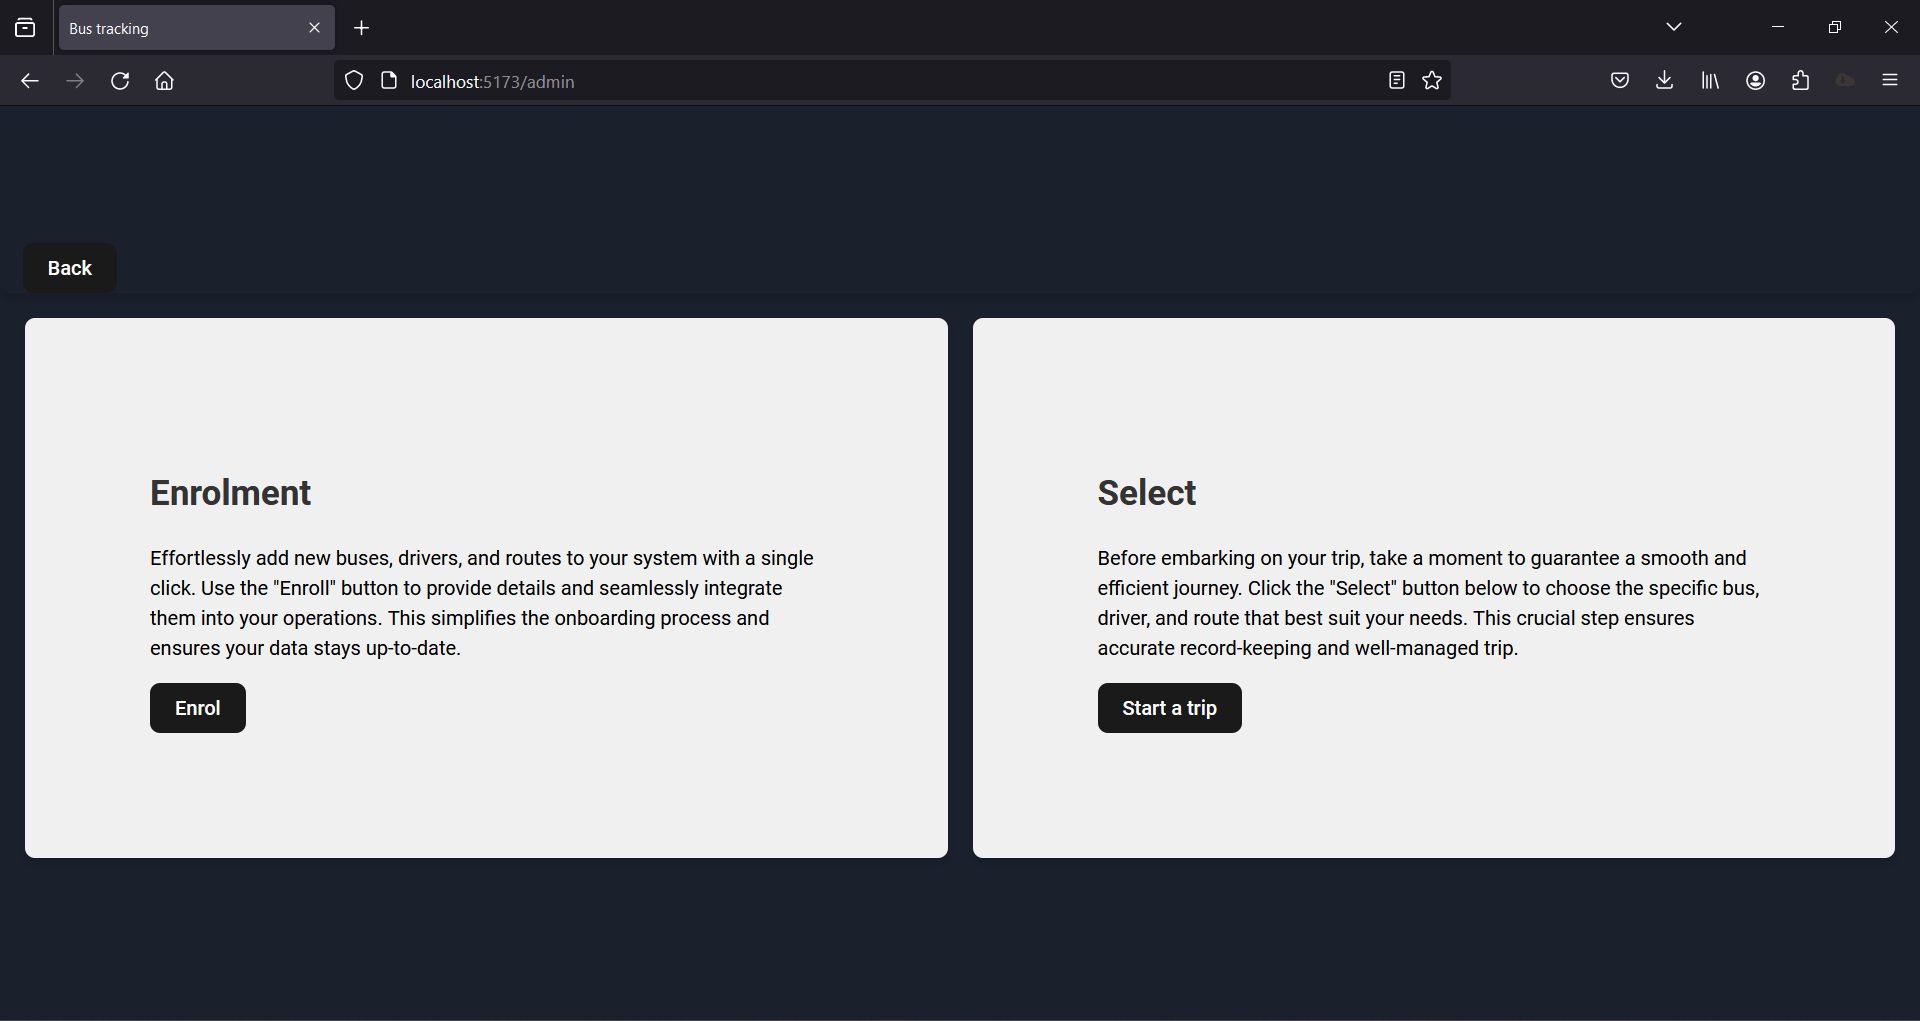 Bus tracking
localhost:5173/admin
Back
Enrolment
Effortlessly add new buses, drivers, and routes to your system with a single
click. Use the "Enroll" button to provide details and seamlessly integrate
them into your operations. This simplifies the onboarding process and
ensures your data stays up-to-date.
Enrol
Select
Before embarking on your trip, take a moment to guarantee a smooth and
efficient journey. Click the "Select" button below to choose the specific bus,
driver, and route that best suit your needs. This crucial step ensures
accurate record-keeping and well-managed trip.
Start a trip